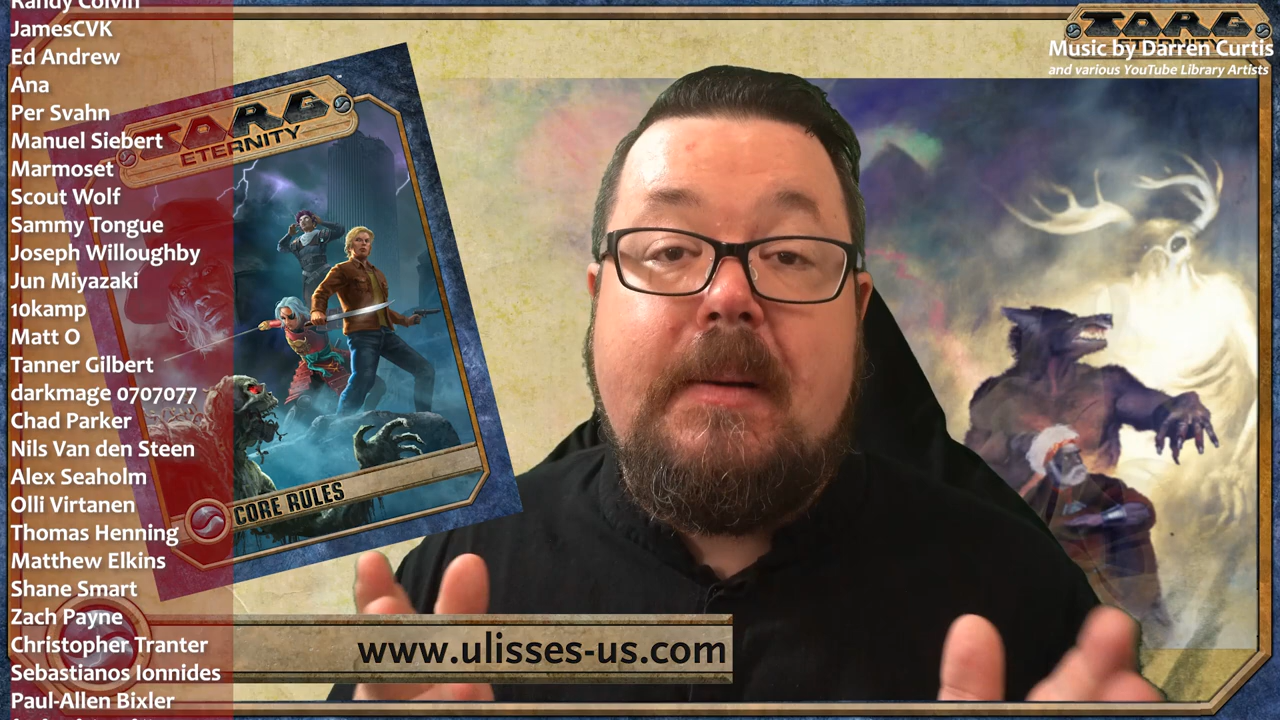 Randy Colvin
JamesCVK
Ed Andrew
Ana
Per Svahn
Manuel Siebert
Marmoset
Scout Wolf
Sammy Tongue
Joseph Willoughby
Jun Miyazaki
10kamp
Matt O
Tanner Gilbert
darkmage 0707077
Chad Parker
Nils Van den Steen
Alex Seaholm
Olli Virtanen
Thomas Henning
Matthew Elkins
Shane Smart
Zach Payne
Christopher Tranter
Sebastianos Ionnides
Paul-Allen Bixler
TORG
ETERNITY
CORE RULES
www.ulisses-us.com
TORG
ETERNITY
Music by Darren Curtis
and various YouTube Library Artists